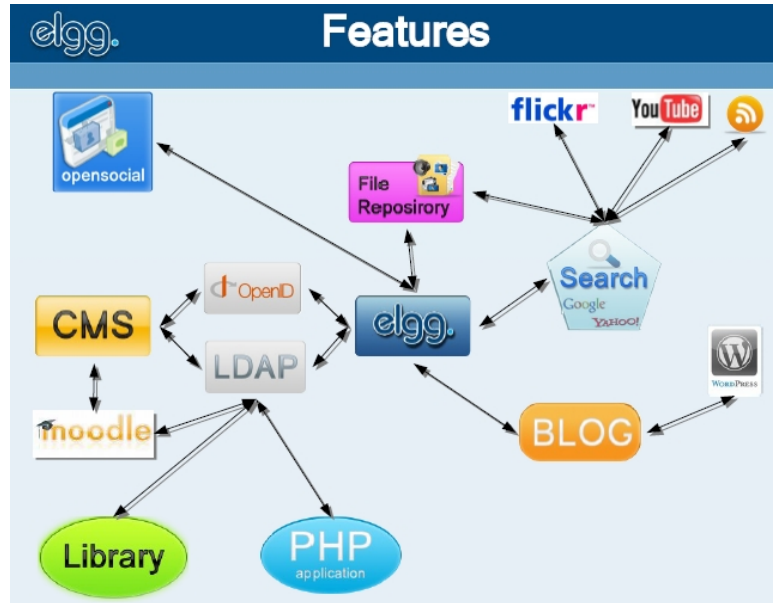 elgg.
Features
flickr
YouTube
opensocial
File
Reposirory
Search
Google
YAHOO!
OpenID
CMS
elgg.
LDAP
WORDPRESS
moodle
BLOG
Library
PHP
application